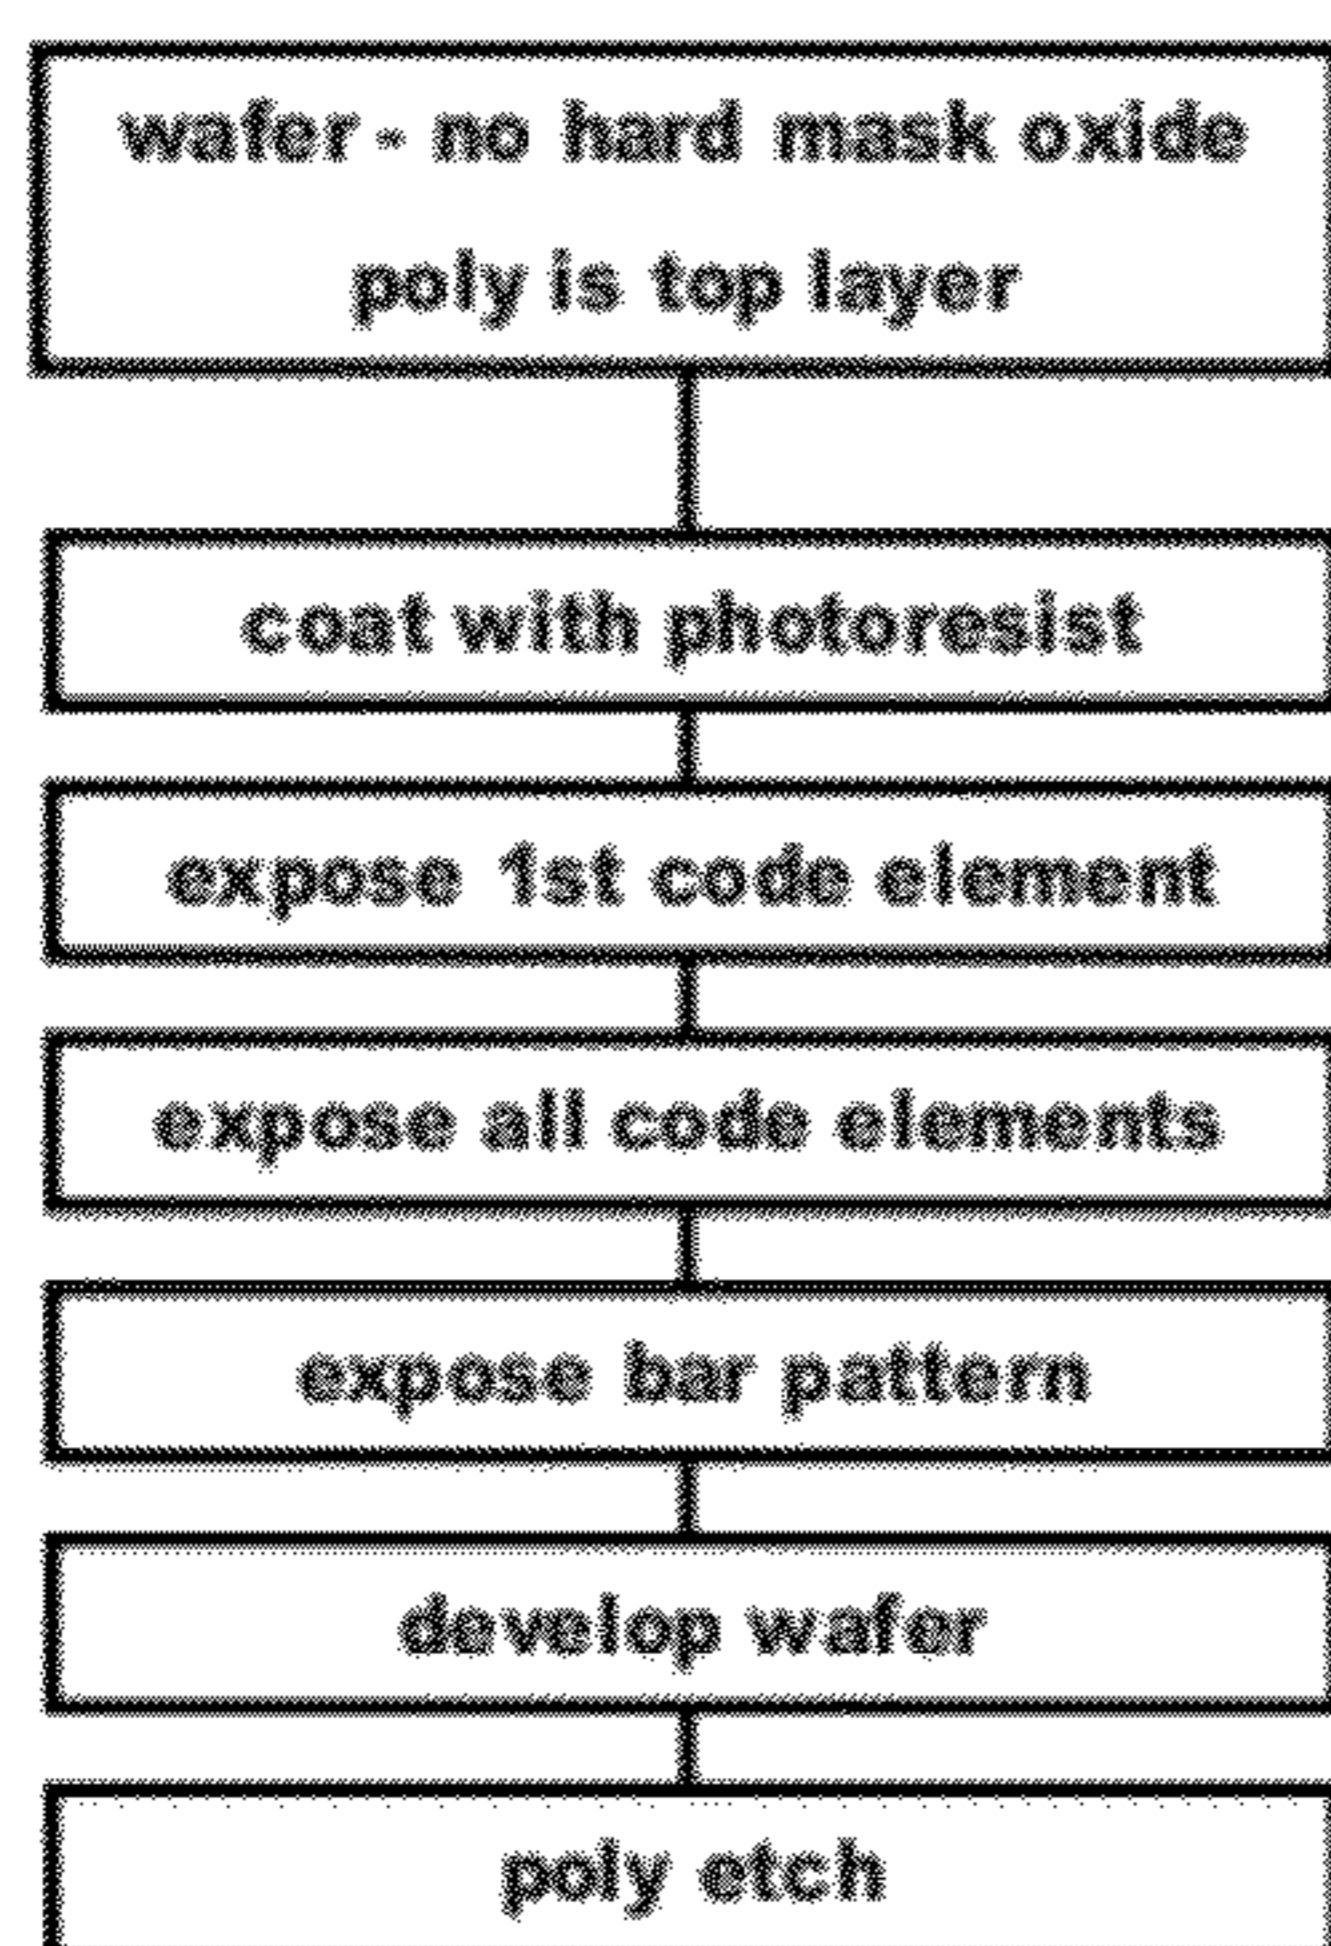 wafer - no hard mask oxide
poly is top layer
coat with photoresist
expose 1st code element
expose all code elements
expose bar pattern
develop wafer
poly etch